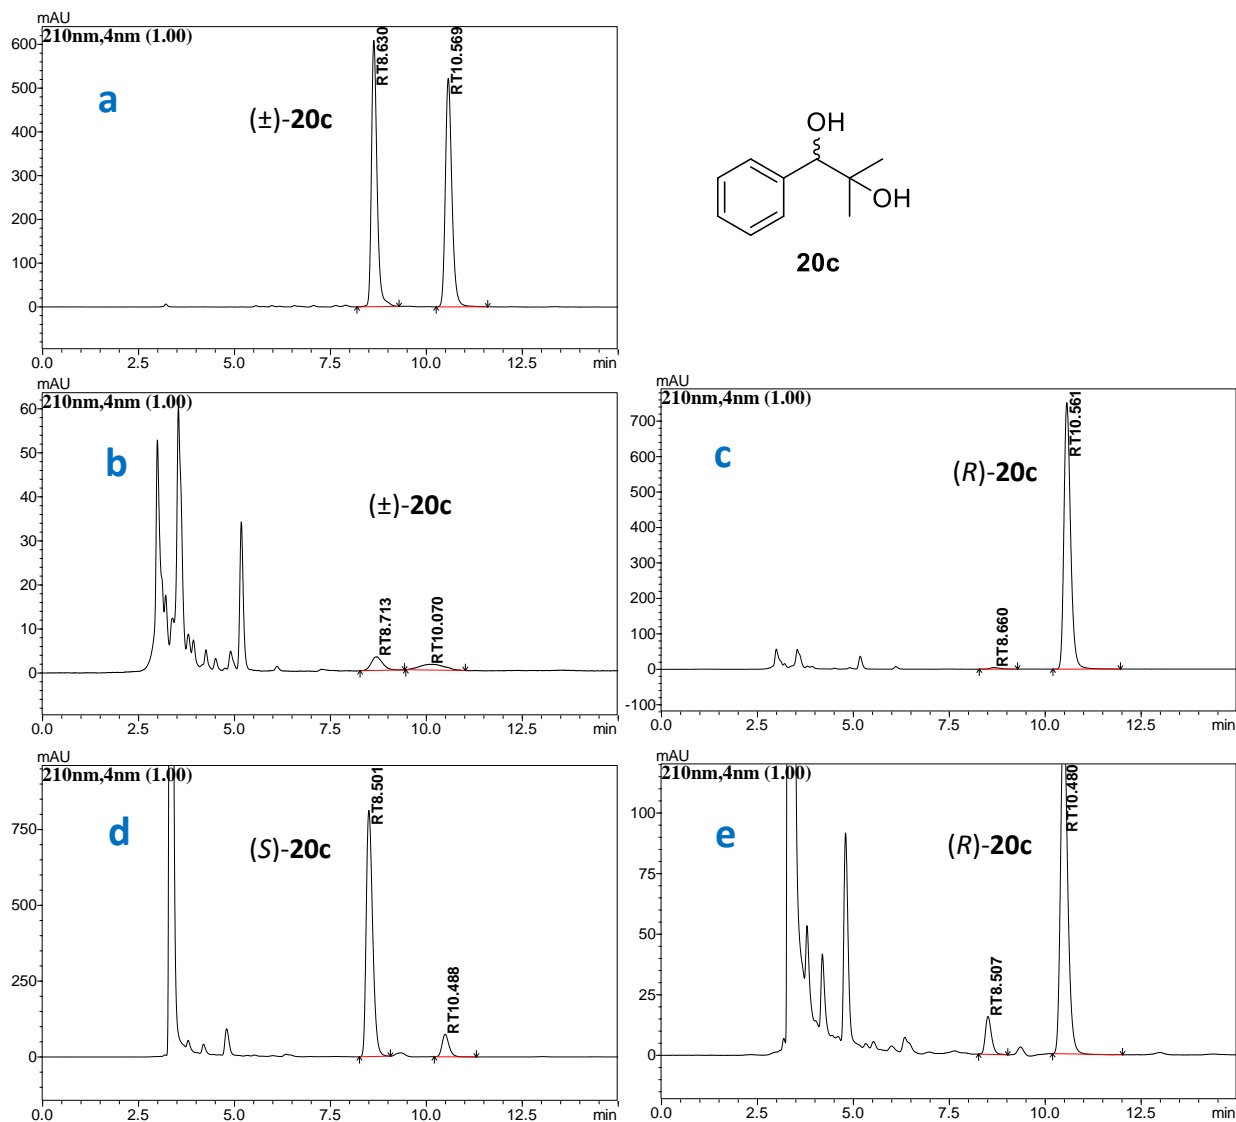 mAU
210nm,4nm (1.00)
600
500
400
300
200
100
0
a
(±)-20c
RT8.630
RT10.569
0.0 2.5 5.0 7.5 10.0 12.5 min
OH
OH
20c
mAU
210nm,4nm (1.00)
60
50
40
30
20
10
0
b
(±)-20c
RT8.713
RT10.070
0.0 2.5 5.0 7.5 10.0 12.5 min
mAU
210nm,4nm (1.00)
700
600
500
400
300
200
100
0
-100
c
(R)-20c
RT8.660
RT10.561
0.0 2.5 5.0 7.5 10.0 12.5 min
mAU
210nm,4nm (1.00)
750
500
250
0
d
(S)-20c
RT8.501
RT10.488
0.0 2.5 5.0 7.5 10.0 12.5 min
mAU
210nm,4nm (1.00)
100
75
50
25
0
e
(R)-20c
RT8.507
RT10.480
0.0 2.5 5.0 7.5 10.0 12.5 min